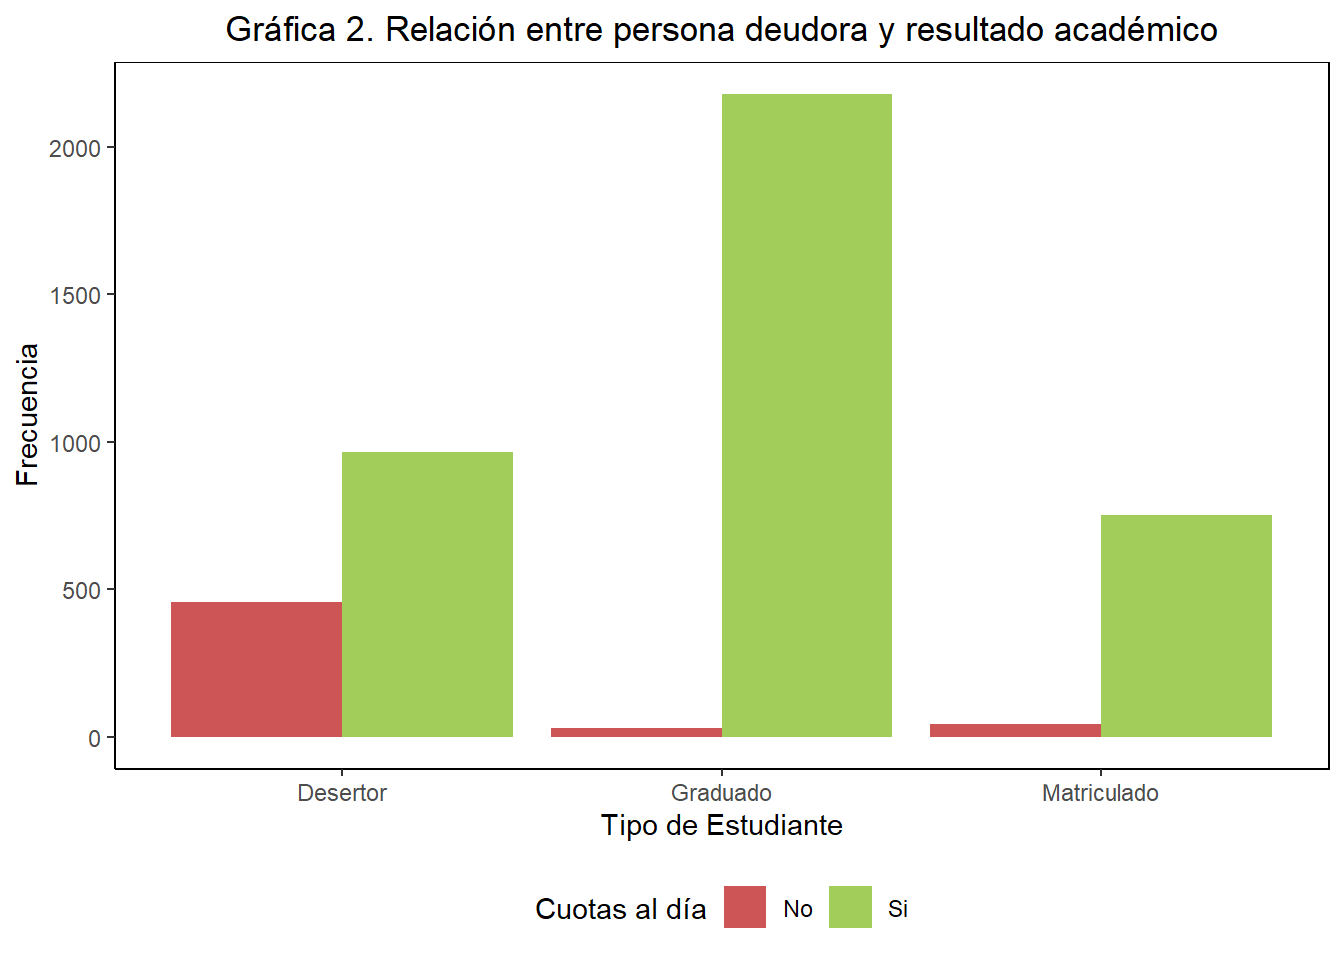 Gráfica 2. Relación entre persona deudora y resultado académico
2000
1500
1000
500
0
Frecuencia
Desertor Graduado Matriculado
Tipo de Estudiante
Cuotas al día No Si